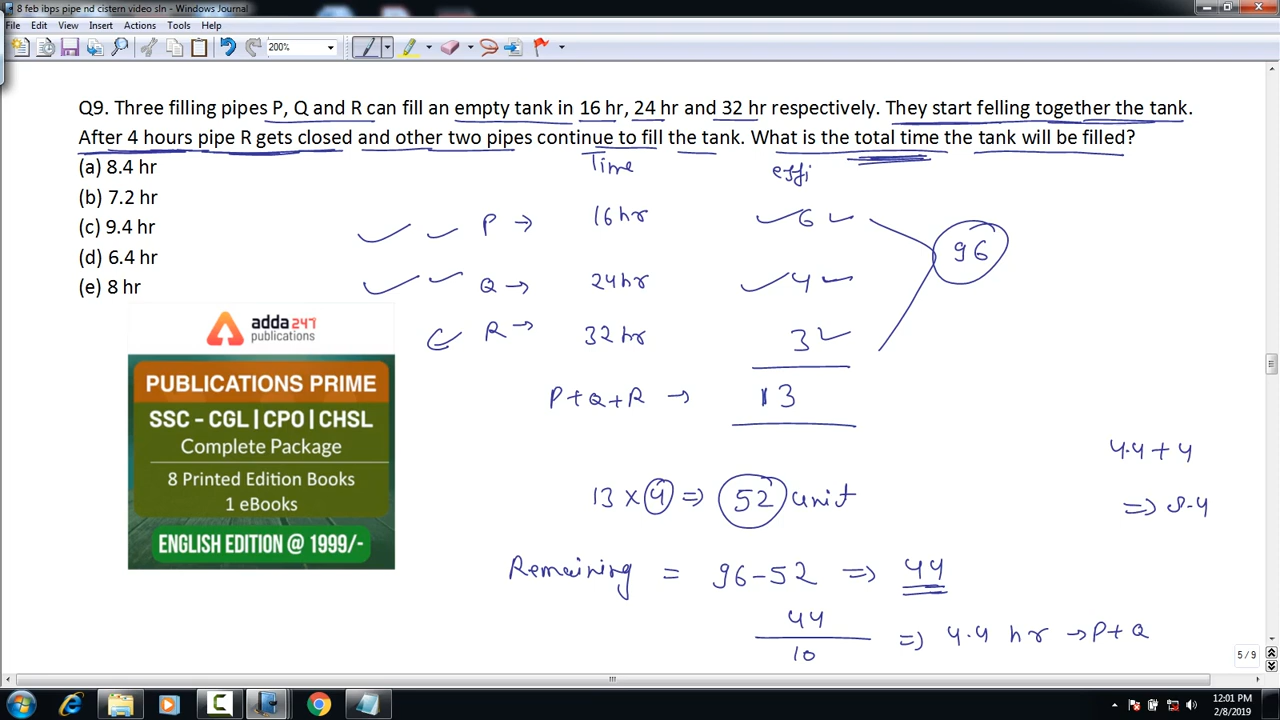 8 feb ibps pipe nd cistern video sln - Windows Journal
File Edit View Insert Actions Tools Help
200%
Q9. Three filling pipes P, Q and R can fill an empty tank in 16 hr, 24 hr and 32 hr respectively. They start felling together the tank.
After 4 hours pipe R gets closed and other two pipes continue to fill the tank. What is the total time the tank will be filled?
(a) 8.4 hr
(b) 7.2 hr
(c) 9.4 hr
(d) 6.4 hr
(e) 8 hr
Time effi
P → 16hr 6
96
Q → 24hr 4
R → 32hr 3
P+Q+R → 13
adda247
publications
PUBLICATIONS PRIME
SSC - CGL | CPO | CHSL
Complete Package
8 Printed Edition Books
1 eBooks
ENGLISH EDITION @ 1999/-
13 × 4 ⇒ 52 unit
4.4 + 4
⇒ 8.4
Remaining = 96-52 ⇒ 44
44
10 ⇒ 4.4 hr → P+Q
5 / 9
12:01 PM
2/8/2019